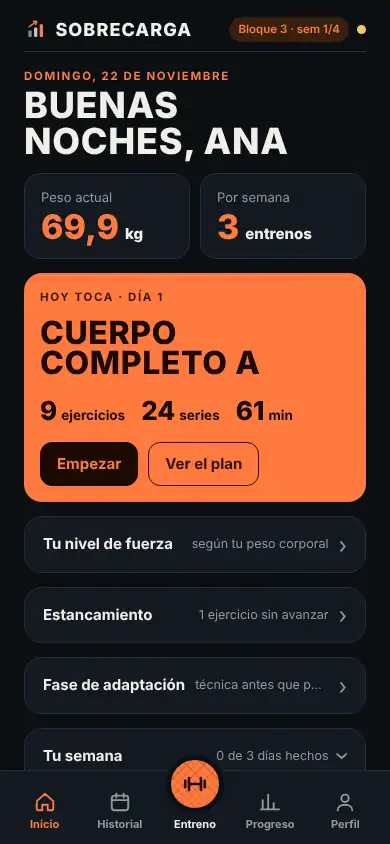 SOBRECARGA
Bloque 3 · sem 1/4
DOMINGO, 22 DE NOVIEMBRE
BUENAS
NOCHES, ANA
Peso actual
69,9 kg
Por semana
3 entrenos
HOY TOCA · DÍA 1
CUERPO
COMPLETO A
9 ejercicios 24 series 61 min
Empezar
Ver el plan
Tu nivel de fuerza según tu peso corporal
Estancamiento 1 ejercicio sin avanzar
Fase de adaptación técnica antes que p...
Tu semana 0 de 3 días hechos
Inicio Historial Entreno Progreso Perfil